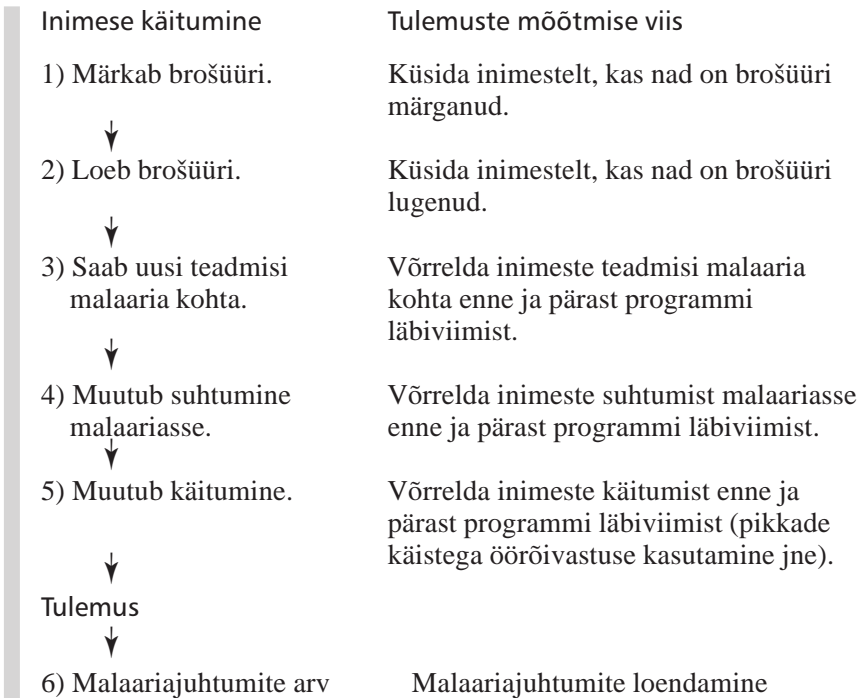 Inimese käitumine Tulemuste mõõtmise viis
1) Märkab brošüüri. Küsida inimestelt, kas nad on brošüüri
märganud.
2) Loeb brošüüri. Küsida inimestelt, kas nad on brošüüri
lugenud.
3) Saab uusi teadmisi Võrrelda inimeste teadmisi malaaria
malaaria kohta. kohta enne ja pärast programmi
läbiviimist.
4) Muutub suhtumine Võrrelda inimeste suhtumist malaariasse
malaariasse. enne ja pärast programmi läbiviimist.
5) Muutub käitumine. Võrrelda inimeste käitumist enne ja
pärast programmi läbiviimist (pikkade
käistega öörõivastuse kasutamine jne).
Tulemus
6) Malaariajuhtumite arv Malaariajuhtumite loendamine